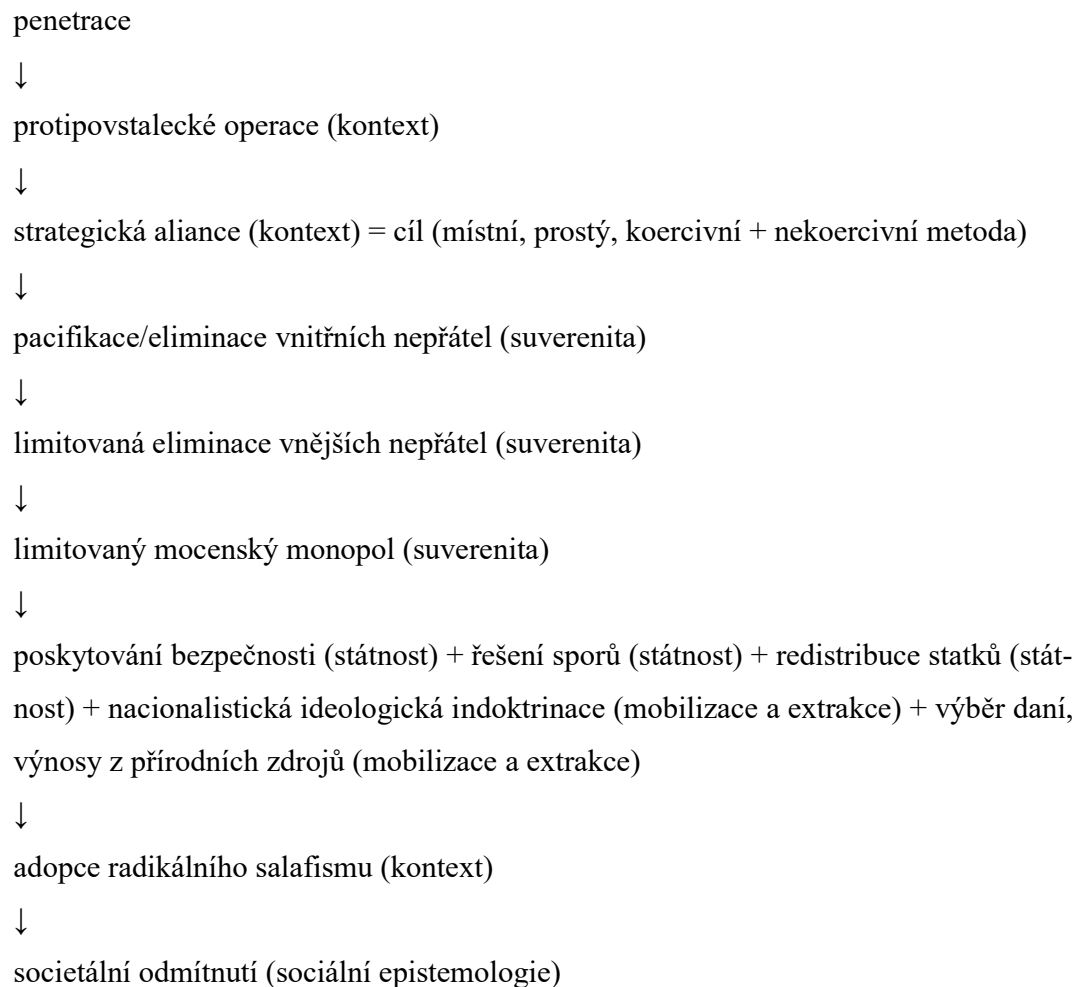 penetrace
↓
protipovstalecké operace (kontext)
↓
strategická aliance (kontext) = cíl (místní, prostý, koercivní + nekoercivní metoda)
↓
pacifikace/eliminace vnitřních nepřátel (suverenita)
↓
limitovaná eliminace vnějších nepřátel (suverenita)
↓
limitovaný mocenský monopol (suverenita)
↓
poskytování bezpečnosti (státnost) + řešení sporů (státnost) + redistribuce statků (stát-
nost) + nacionalistická ideologická indoktrinace (mobilizace a extrakce) + výběr daní,
výnosy z přírodních zdrojů (mobilizace a extrakce)
↓
adopce radikálního salafismu (kontext)
↓
societální odmítnutí (sociální epistemologie)